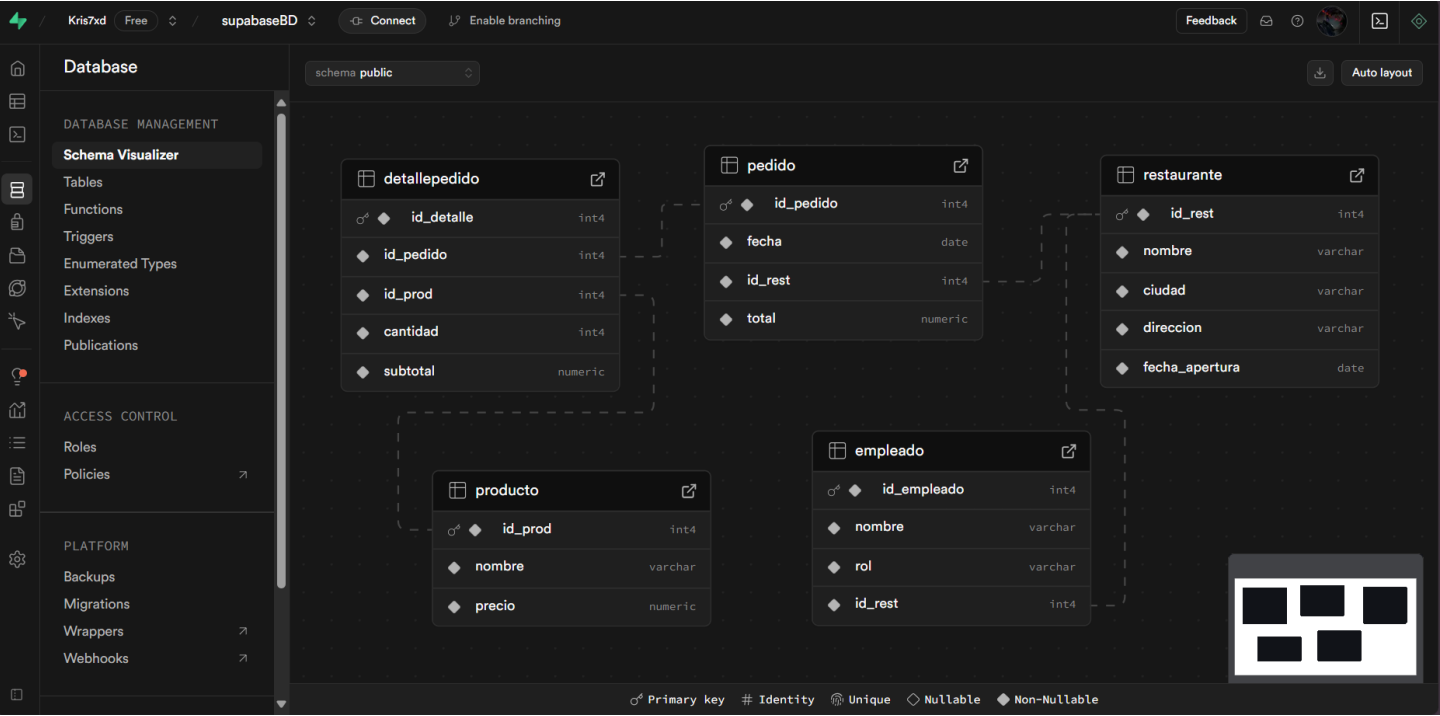 Kris7xd Free supabaseBD Connect Enable branching Feedback
Database
schema public Auto layout
DATABASE MANAGEMENT
Schema Visualizer
Tables
Functions
Triggers
Enumerated Types
Extensions
Indexes
Publications
ACCESS CONTROL
Roles
Policies
PLATFORM
Backups
Migrations
Wrappers
Webhooks
detallepedido
id_detalle int4
id_pedido int4
id_prod int4
cantidad int4
subtotal numeric
pedido
id_pedido int4
fecha date
id_rest int4
total numeric
restaurante
id_rest int4
nombre varchar
ciudad varchar
direccion varchar
fecha_apertura date
producto
id_prod int4
nombre varchar
precio numeric
empleado
id_empleado int4
nombre varchar
rol varchar
id_rest int4
Primary key Identity Unique Nullable Non-Nullable